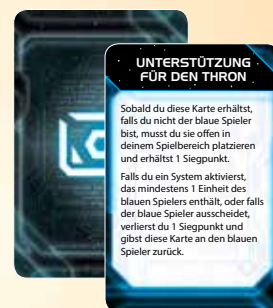 UNTERSTÜTZUNG
FÜR DEN THRON
Sobald du diese Karte erhältst,
falls du nicht der blaue Spieler
bist, musst du sie offen in
deinem Spielbereich platzieren
und erhältst 1 Siegpunkt.
Falls du ein System aktivierst,
das mindestens 1 Einheit des
blauen Spielers enthält, oder falls
der blaue Spieler ausscheidet,
verlierst du 1 Siegpunkt und
gibst diese Karte an den blauen
Spieler zurück.